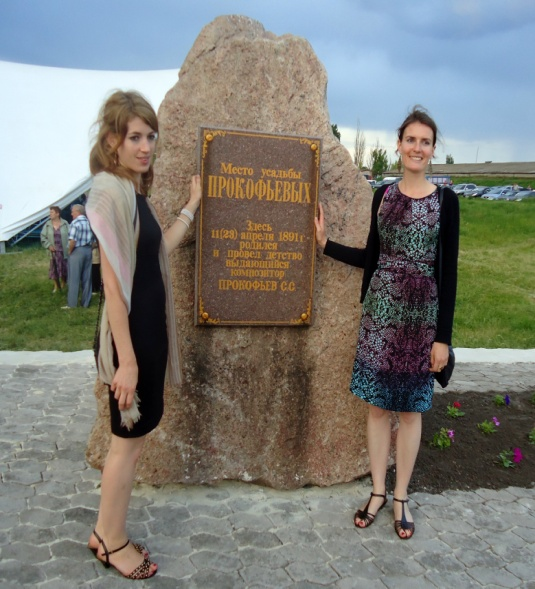 Место усадьбы
ПРОКОФЬЕВЫХ
Здесь
11(23) апреля 1891 г
родился
и провел детство
выдающийся
композитор
ПРОКОФЬЕВ С.С